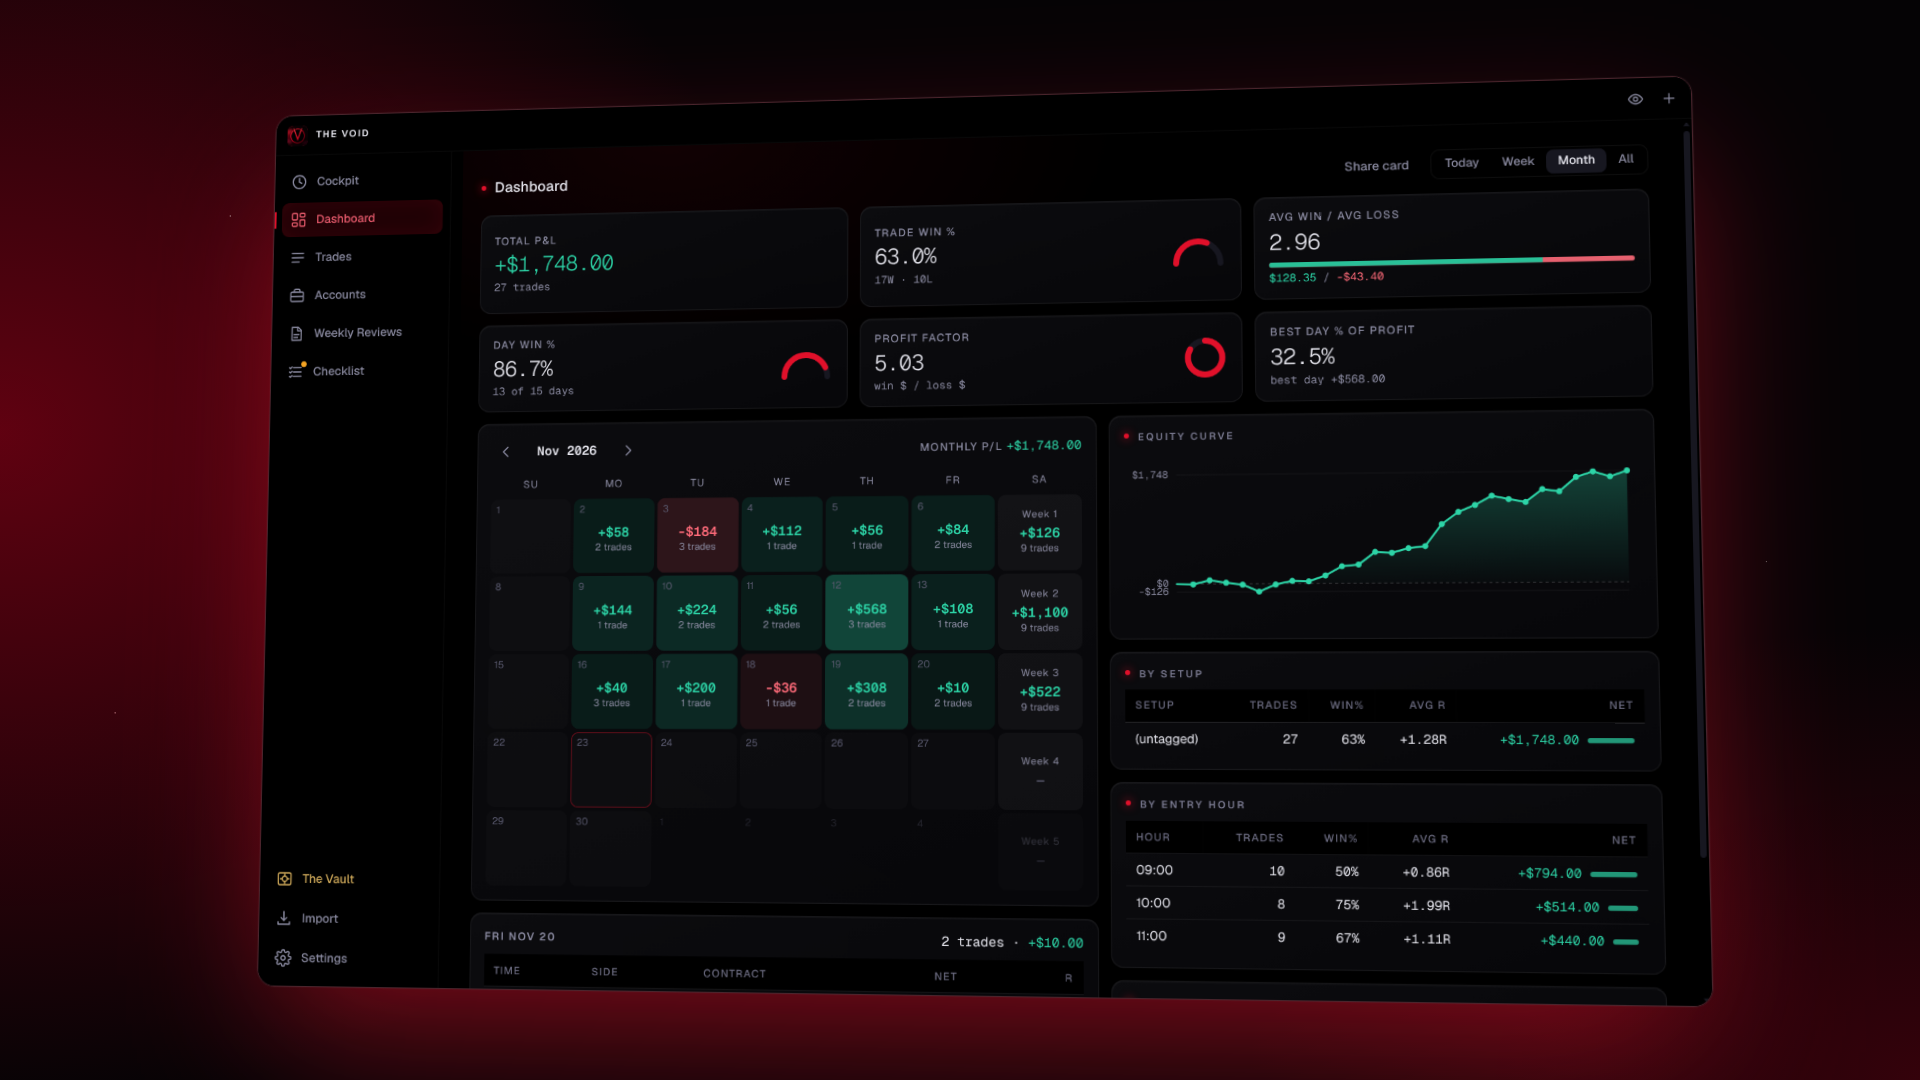 THE VOID
Cockpit
Dashboard
Trades
Accounts
Weekly Reviews
Checklist
The Vault
Import
Settings
Dashboard
Share card
Today Week Month All
TOTAL P&L
+$1,748.00
27 trades
TRADE WIN %
63.0%
17W · 10L
AVG WIN / AVG LOSS
2.96
$128.35 / -$43.40
DAY WIN %
86.7%
13 of 15 days
PROFIT FACTOR
5.03
win $ / loss $
BEST DAY % OF PROFIT
32.5%
best day +$568.00
Nov 2026
MONTHLY P/L +$1,748.00
SU MO TU WE TH FR SA
1 2 3 4 5 6 Week 1
+$58 -$184 +$112 +$56 +$84 +$126
2 trades 3 trades 1 trade 1 trade 2 trades 9 trades
8 9 10 11 12 13 Week 2
+$144 +$224 +$56 +$568 +$108 +$1,100
1 trade 2 trades 2 trades 3 trades 1 trade 9 trades
15 16 17 18 19 20 Week 3
+$40 +$200 -$36 +$308 +$10 +$522
3 trades 1 trade 1 trade 2 trades 2 trades 9 trades
22 23 24 25 26 27 Week 4
—
29 30 1 2 3 4 Week 5
—
FRI NOV 20
2 trades · +$10.00
TIME SIDE CONTRACT NET R
EQUITY CURVE
$1,748
$0
-$126
BY SETUP
SETUP TRADES WIN% AVG R NET
(untagged) 27 63% +1.28R +$1,748.00
BY ENTRY HOUR
HOUR TRADES WIN% AVG R NET
09:00 10 50% +0.86R +$794.00
10:00 8 75% +1.99R +$514.00
11:00 9 67% +1.11R +$440.00